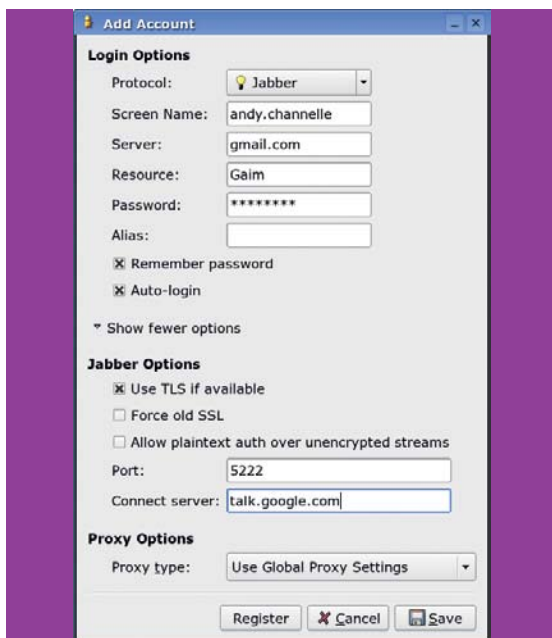 Add Account
Login Options
Protocol: Jabber
Screen Name: andy.channelle
Server: gmail.com
Resource: Gaim
Password: ********
Alias:
Remember password
Auto-login
Show fewer options
Jabber Options
Use TLS if available
Force old SSL
Allow plaintext auth over unencrypted streams
Port: 5222
Connect server: talk.google.com
Proxy Options
Proxy type: Use Global Proxy Settings
Register Cancel Save